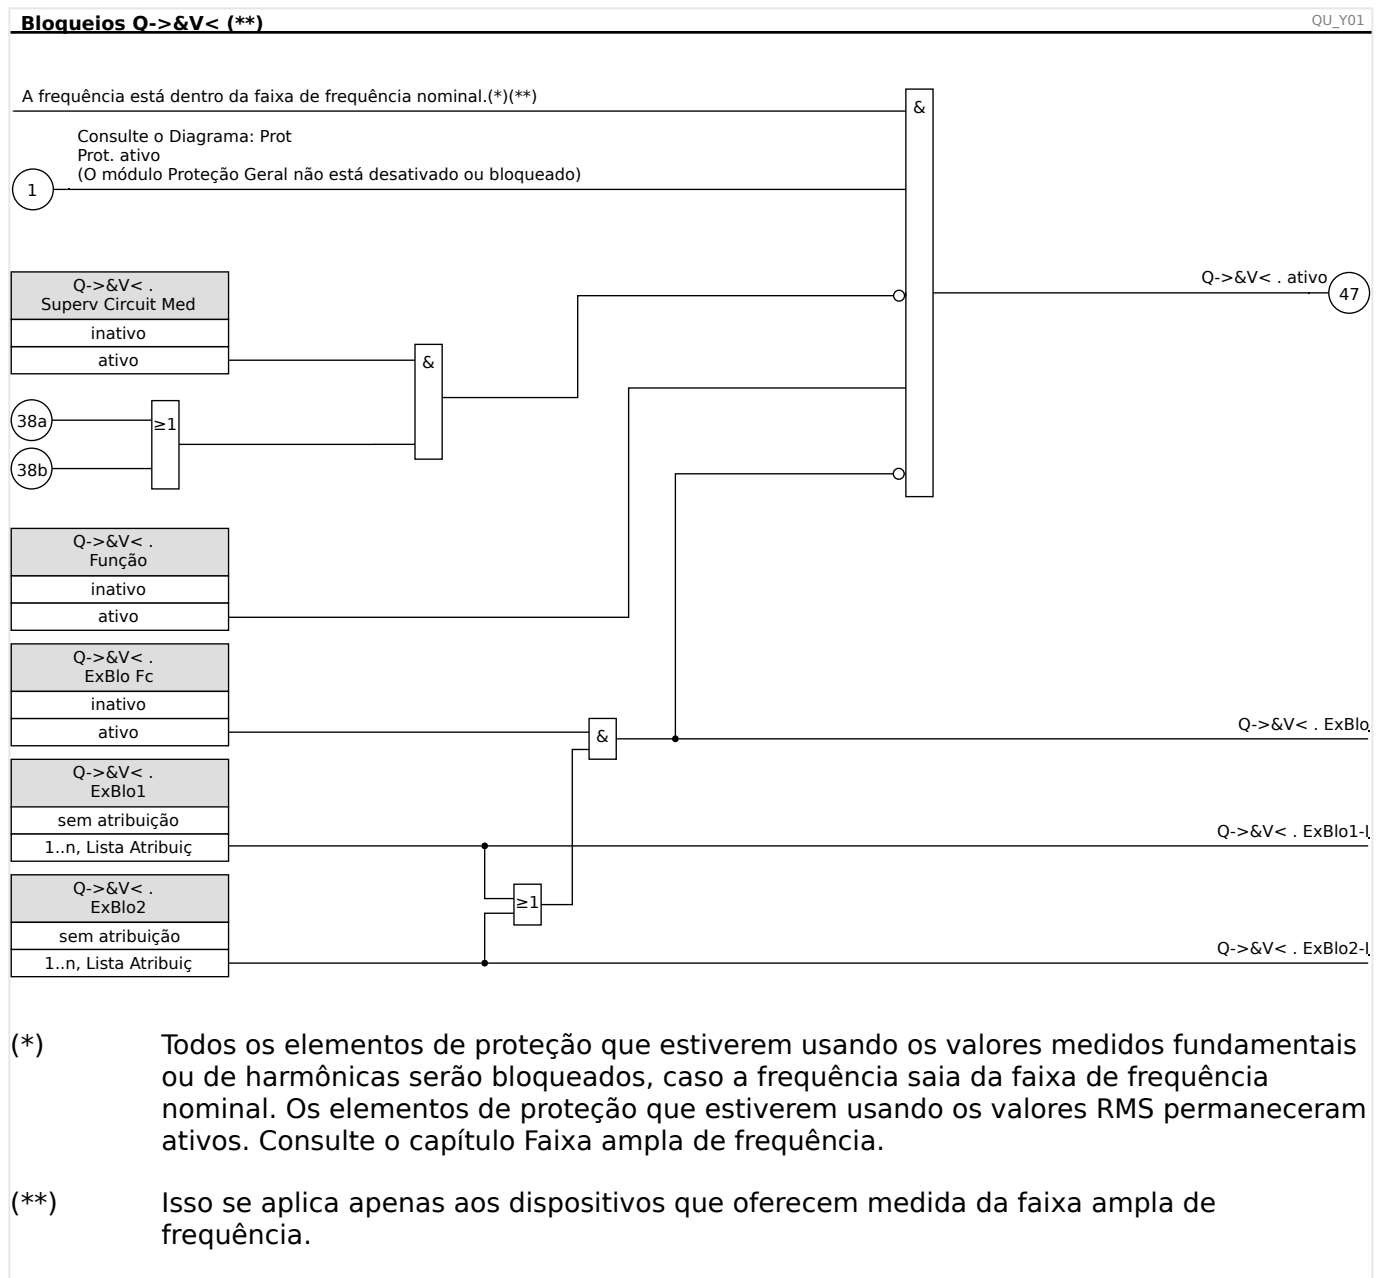 Bloqueios Q->&V< (**)
QU_Y01
A frequência está dentro da faixa de frequência nominal.(*)(**)
&
Consulte o Diagrama: Prot
Prot. ativo
(O módulo Proteção Geral não está desativado ou bloqueado)
1
Q->&V< .
Superv Circuit Med
inativo
ativo
Q->&V< . ativo
47
&
38a
≥1
38b
Q->&V< .
Função
inativo
ativo
Q->&V< .
ExBlo Fc
inativo
ativo
&
Q->&V< . ExBlo
Q->&V< .
ExBlo1
sem atribuição
1..n, Lista Atribuiç
Q->&V< . ExBlo1-I
Q->&V< .
ExBlo2
≥1
sem atribuição
1..n, Lista Atribuiç
Q->&V< . ExBlo2-I
(*) Todos os elementos de proteção que estiverem usando os valores medidos fundamentais
ou de harmônicas serão bloqueados, caso a frequência saia da faixa de frequência
nominal. Os elementos de proteção que estiverem usando os valores RMS permaneceram
ativos. Consulte o capítulo Faixa ampla de frequência.
(**) Isso se aplica apenas aos dispositivos que oferecem medida da faixa ampla de
frequência.